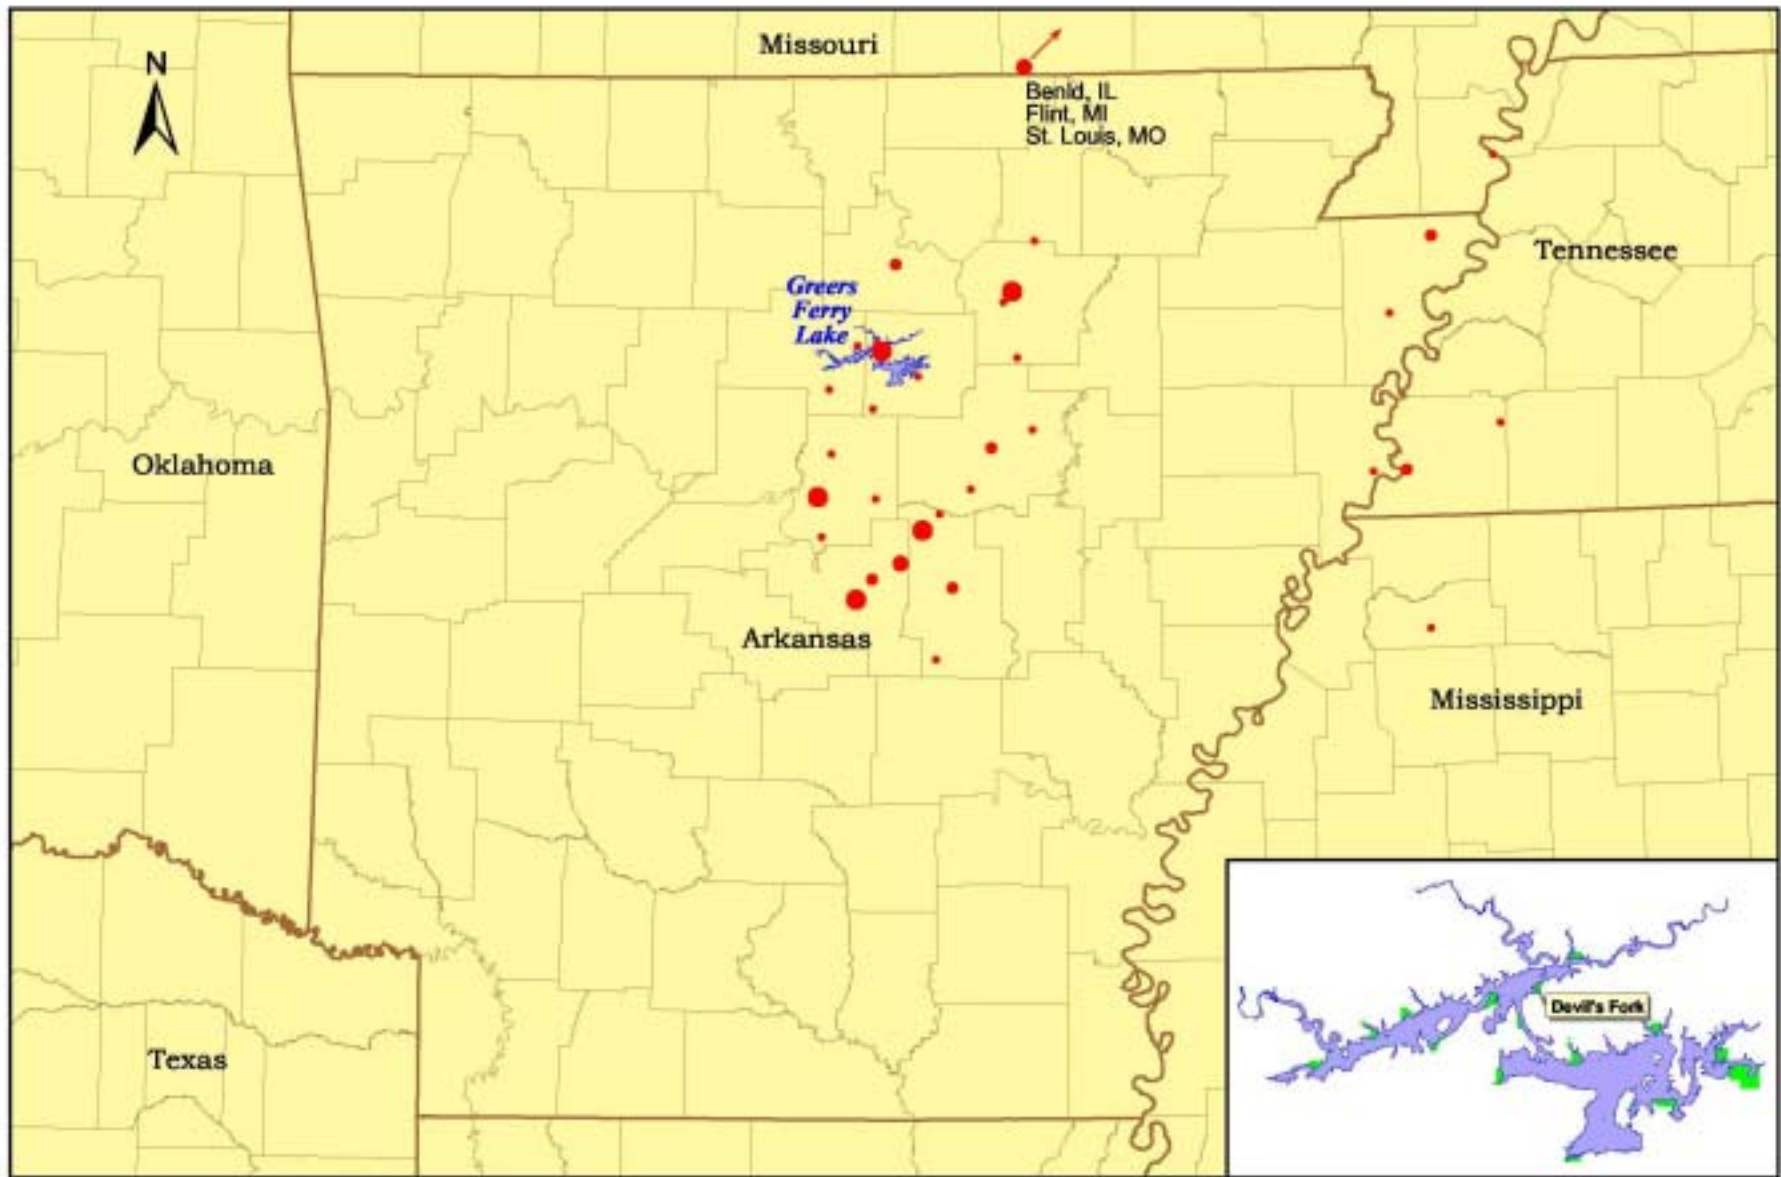 Missouri
N
Benld, IL
Flint, MI
St. Louis, MO
Tennessee
Greers
Ferry
Lake
Oklahoma
Arkansas
Mississippi
Devil's Fork
Texas